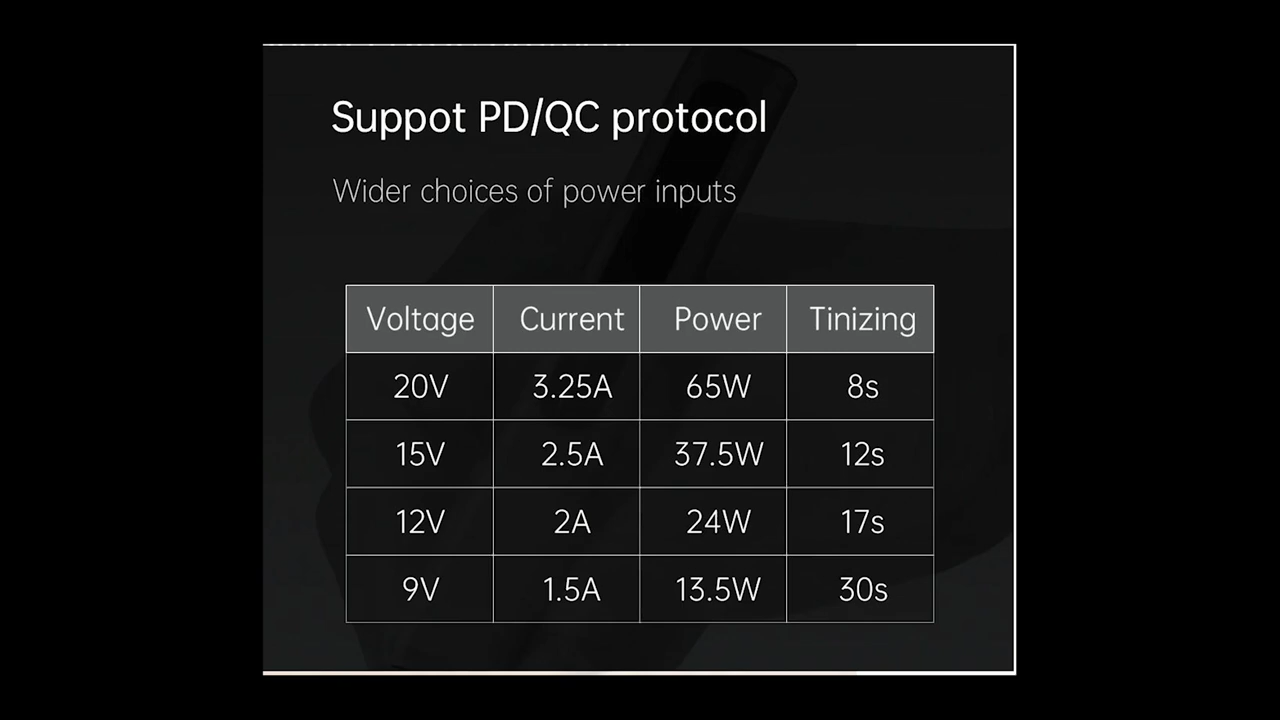 Suppot PD/QC protocol
Wider choices of power inputs
Voltage Current Power Tinizing
20V 3.25A 65W 8s
15V 2.5A 37.5W 12s
12V 2A 24W 17s
9V 1.5A 13.5W 30s